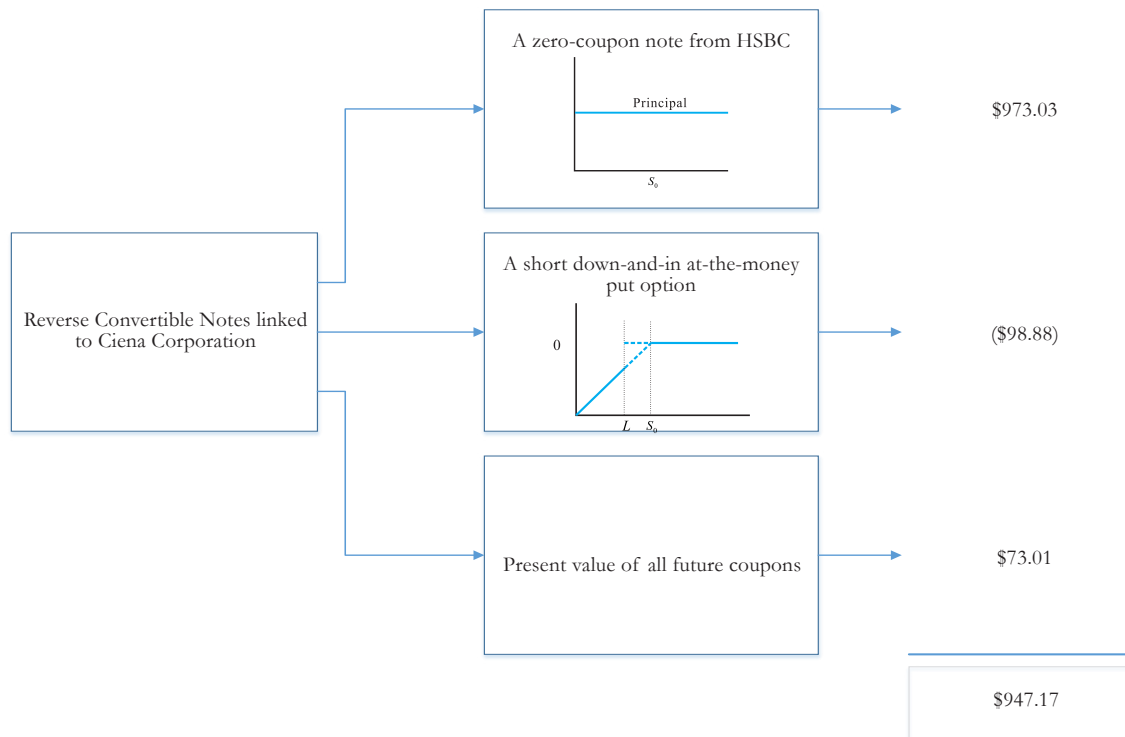 A zero-coupon note from HSBC
Principal
S₀
$973.03
Reverse Convertible Notes linked
to Ciena Corporation
A short down-and-in at-the-money
put option
0
L S₀
($98.88)
Present value of all future coupons
$73.01
$947.17